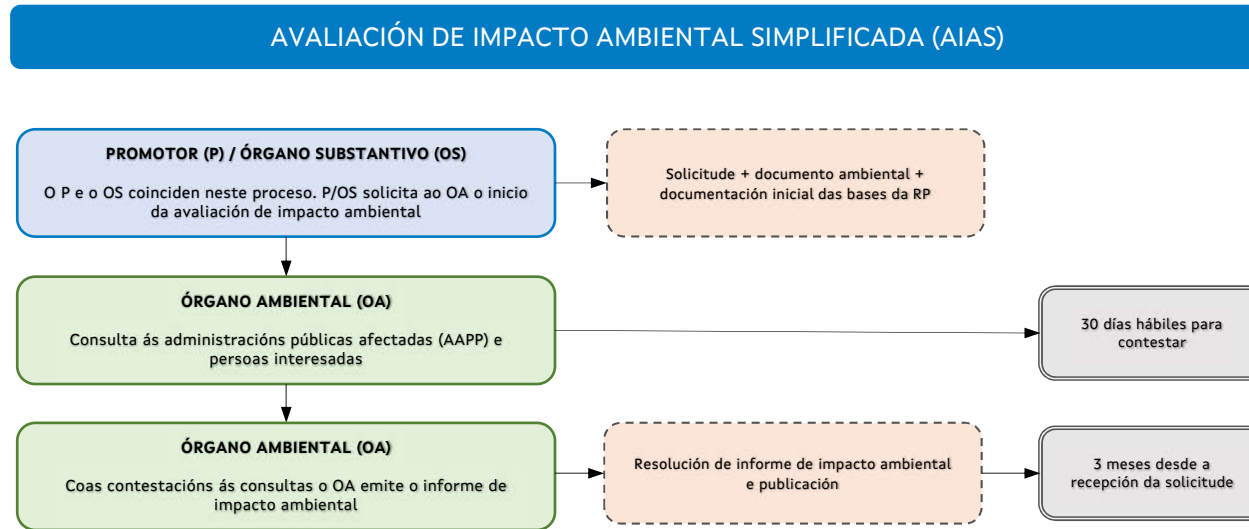 AVALIACIÓN DE IMPACTO AMBIENTAL SIMPLIFICADA (AIAS)
PROMOTOR (P) / ÓRGANO SUBSTANTIVO (OS)
O P e o OS coinciden neste proceso. P/OS solicita ao OA o inicio
da avaliación de impacto ambiental
Solicitude + documento ambiental +
documentación inicial das bases da RP
ÓRGANO AMBIENTAL (OA)
Consulta ás administracións públicas afectadas (AAPP) e
persoas interesadas
30 días hábiles para
contestar
ÓRGANO AMBIENTAL (OA)
Coas contestacións ás consultas o OA emite o informe de
impacto ambiental
Resolución de informe de impacto ambiental
e publicación
3 meses desde a
recepción da solicitude